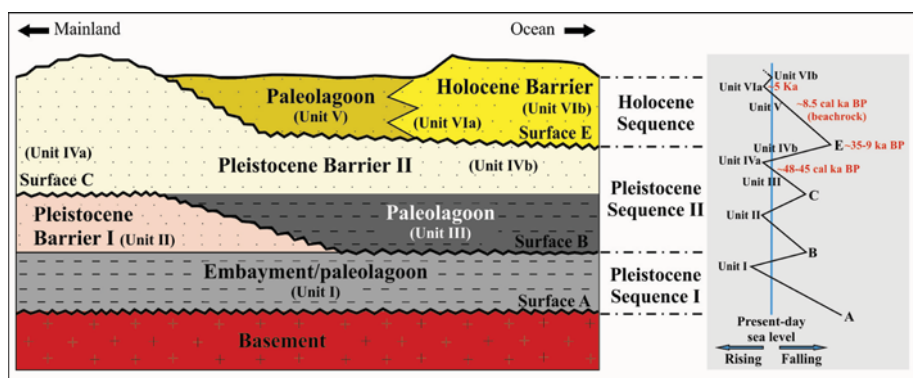 Mainland
Ocean
Holocene Barrier
(Unit VIb)
Paleolagoon
(Unit V)
(Unit VIa)
Surface E
(Unit IVa)
Pleistocene Barrier II
(Unit IVb)
Surface C
Pleistocene
Barrier I (Unit II)
Paleolagoon
(Unit III)
Surface B
Embayment/paleolagoon
(Unit I)
Surface A
Basement
Holocene
Sequence
Pleistocene
Sequence II
Pleistocene
Sequence I
Unit VIb
Unit VIa
~5 Ka
Unit V
~8.5 cal ka BP
(beachrock)
Unit IVb
E
~35-9 ka BP
Unit IVa
~48-45 cal ka BP
Unit III
C
Unit II
B
Unit I
A
Present-day
sea level
Rising
Falling